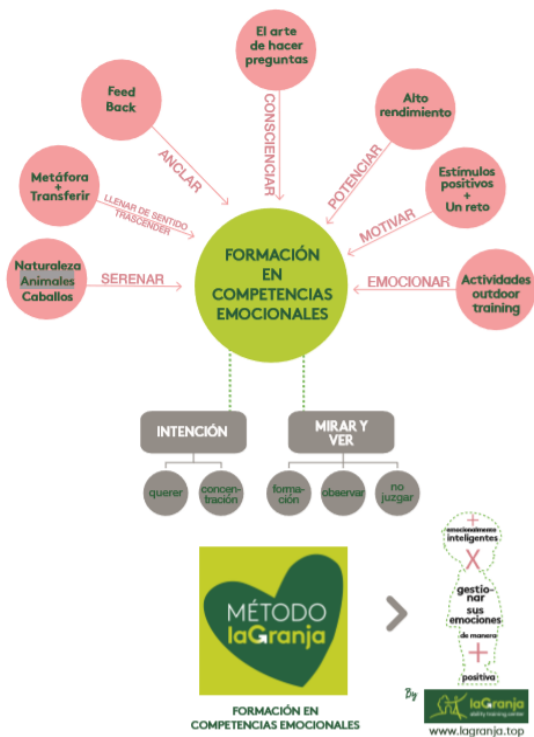 El arte
de hacer
preguntas
Feed
Back
Alto
rendimiento
CONSCIENCIAR
ANCLAR
POTENCIAR
Metáfora
+
Transferir
Estímulos
positivos
+
Un reto
LLENAR DE SENTIDO
TRASCENDER
MOTIVAR
Naturaleza
Animales
Caballos
SERENAR
FORMACIÓN
EN
COMPETENCIAS
EMOCIONALES
EMOCIONAR
Actividades
outdoor
training
INTENCIÓN
MIRAR Y
VER
querer
concen-
tración
forma-
ción
observar
no
juzgar
MÉTODO
laGranja
>
+
emocionalmente
inteligentes
X
gestio-
nar
sus
emociones
de manera
+
positiva
FORMACIÓN EN
COMPETENCIAS EMOCIONALES
By
laGranja
ability training center
www.lagranja.top